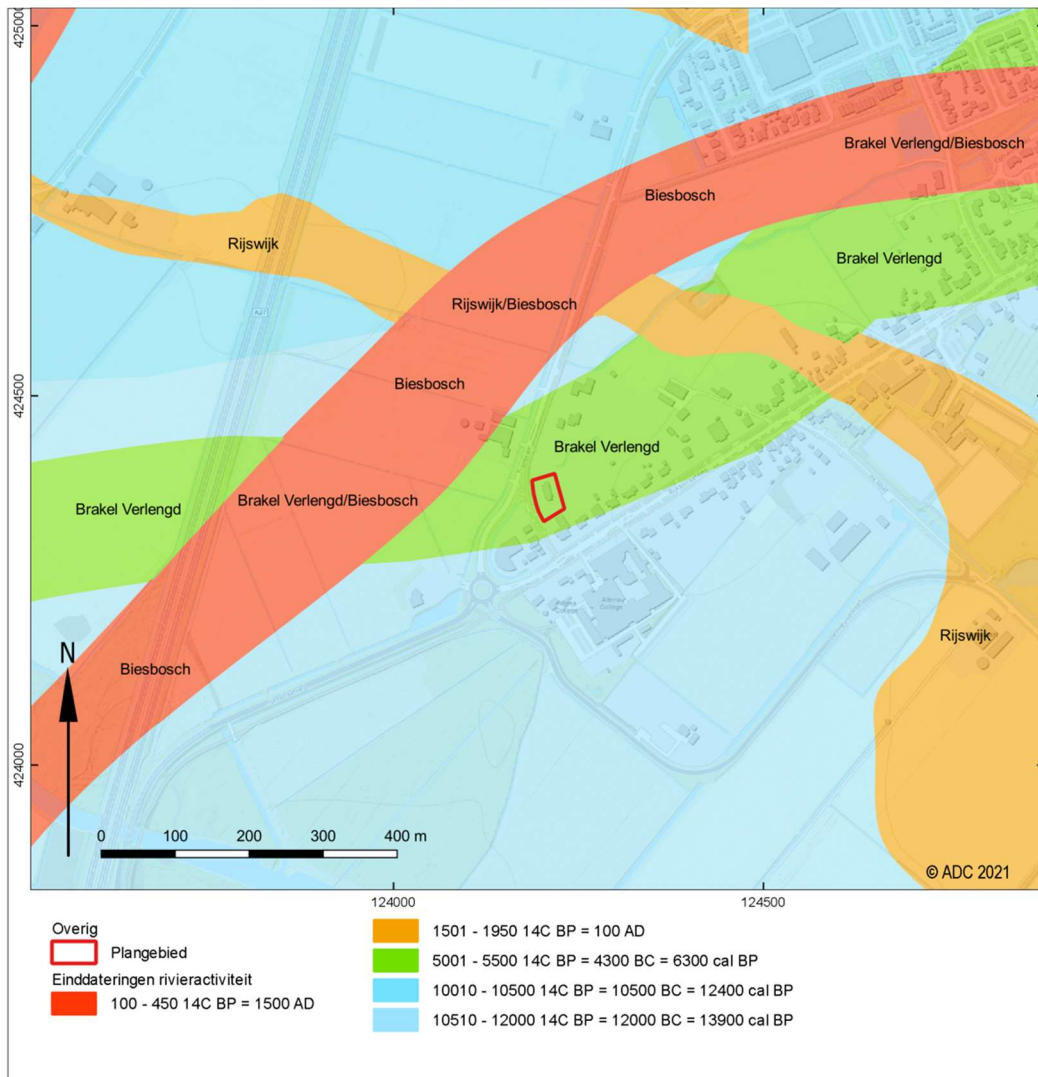 425000
Brakel Verlengd/Biesbosch
Biesbosch
Rijswijk
Brakel Verlengd
Rijswijk/Biesbosch
A27
424500
Biesbosch
Brakel Verlengd
Brakel Verlengd
Brakel Verlengd/Biesbosch
Altena
College
Rijswijk
Biesbosch
N
424000
0 100 200 300 400 m
© ADC 2021
124000 124500
Overig
Plangebied
Einddateringen rivieractiviteit
100 - 450 14C BP = 1500 AD
1501 - 1950 14C BP = 100 AD
5001 - 5500 14C BP = 4300 BC = 6300 cal BP
10010 - 10500 14C BP = 10500 BC = 12400 cal BP
10510 - 12000 14C BP = 12000 BC = 13900 cal BP